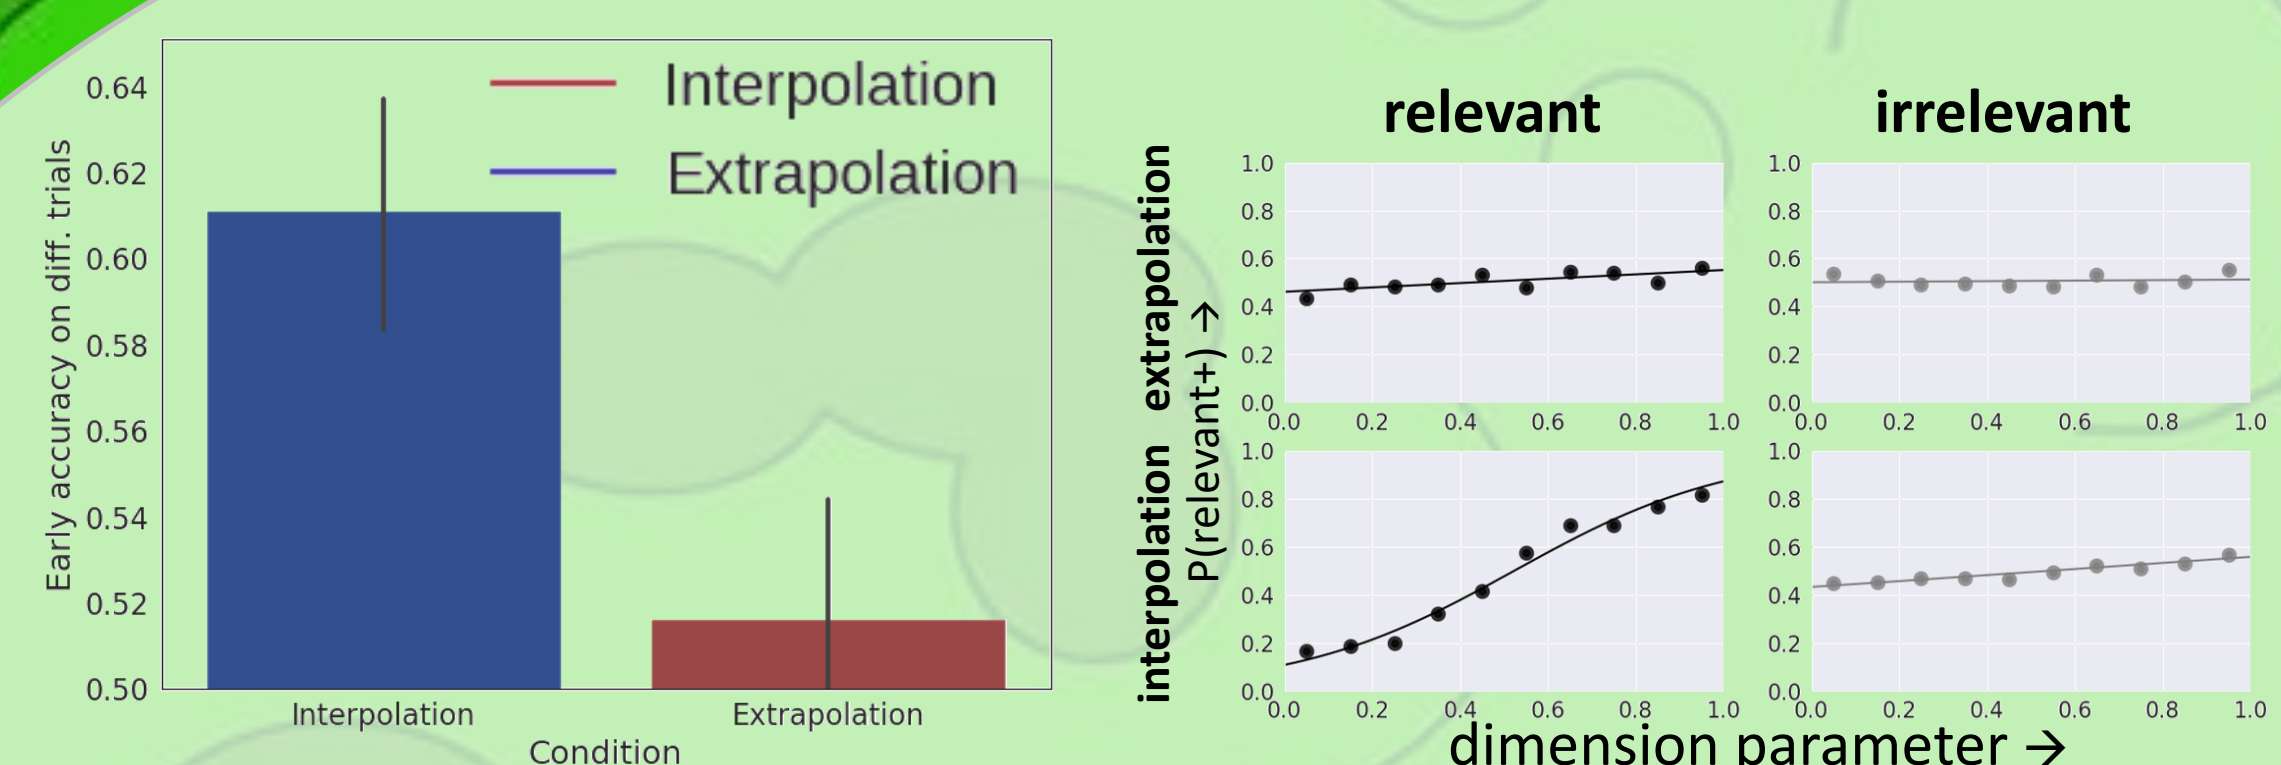 Early accuracy on diff. trials
0.64
0.62
0.60
0.58
0.56
0.54
0.52
0.50
Interpolation
Extrapolation
Interpolation Extrapolation
Condition
relevant irrelevant
interpolation extrapolation
P(relevant+) →
1.0
0.8
0.6
0.4
0.2
0.0
0.0 0.2 0.4 0.6 0.8 1.0
1.0
0.8
0.6
0.4
0.2
0.0
0.0 0.2 0.4 0.6 0.8 1.0
1.0
0.8
0.6
0.4
0.2
0.0
0.0 0.2 0.4 0.6 0.8 1.0
1.0
0.8
0.6
0.4
0.2
0.0
0.0 0.2 0.4 0.6 0.8 1.0
dimension parameter →